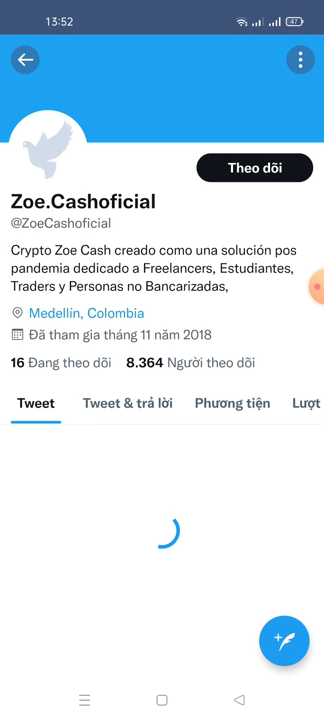 13:52
47
Theo dõi
Zoe.Cashoficial
@ZoeCashoficial
Crypto Zoe Cash creado como una solución pos
pandemia dedicado a Freelancers, Estudiantes,
Traders y Personas no Bancarizadas,
Medellín, Colombia
Đã tham gia tháng 11 năm 2018
16 Đang theo dõi 8.364 Người theo dõi
Tweet Tweet & trả lời Phương tiện Lượt